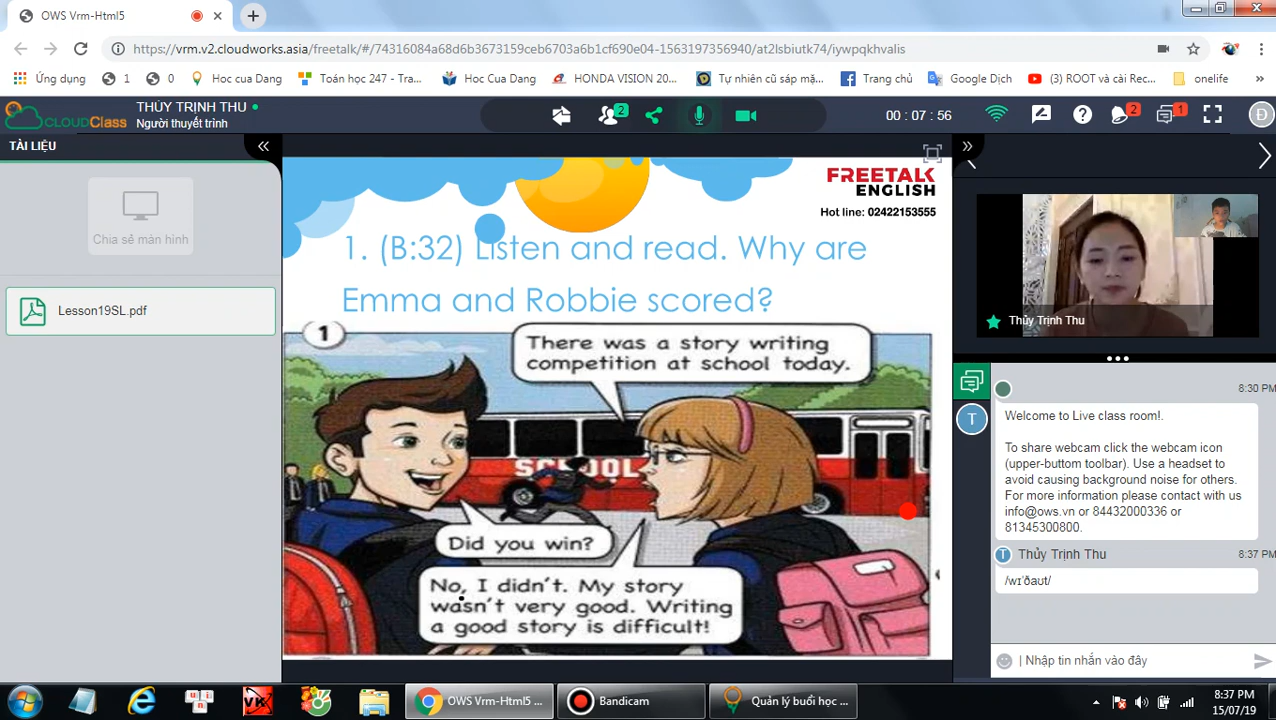 OWS Vrm-Html5
https://vrm.v2.cloudworks.asia/freetalk/#/74316084a68d6b3673159ceb6703a6b1cf690e04-1563197356940/at2lsbiutk74/iywpqkhvalis
Ứng dụng 1 0 Hoc cua Dang Toán học 247 - Tra... Học Cua Dang HONDA VISION 20... Tự nhiên cũ sáp mặ... Trang chủ Google Dịch (3) ROOT và cài Rec... onelife »
CLOUDClass
THỦY TRỊNH THU
Người thuyết trình
2
00 : 07 : 56
2
1
Đ
TÀI LIỆU
Chia sẻ màn hình
Lesson19SL.pdf
FREETALK
ENGLISH
Hot line: 02422153555
1. (B:32) Listen and read. Why are
Emma and Robbie scored?
1
There was a story writing
competition at school today.
SCHOOL
Did you win?
No, I didn't. My story
wasn't very good. Writing
a good story is difficult!
Thủy Trịnh Thu
8:30 PM
T
Welcome to Live class room!.
To share webcam click the webcam icon
(upper-buttom toolbar). Use a headset to
avoid causing background noise for others.
For more information please contact with us
info@ows.vn or 84432000336 or
81345300800.
T Thủy Trịnh Thu 8:37 PM
/wɪˈðaʊt/
Nhập tin nhắn vào đây
OWS Vrm-Html5 ...
Bandicam
Quản lý buổi học ...
8:37 PM
15/07/19